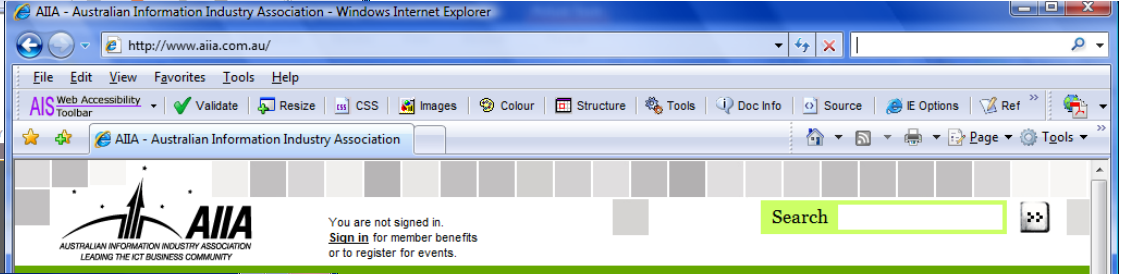 AIIA - Australian Information Industry Association - Windows Internet Explorer
http://www.aiia.com.au/
File Edit View Favorites Tools Help
AIS Web Accessibility Toolbar Validate Resize CSS Images Colour Structure Tools Doc Info Source IE Options Ref
AIIA - Australian Information Industry Association Page Tools
AIIA
AUSTRALIAN INFORMATION INDUSTRY ASSOCIATION
LEADING THE ICT BUSINESS COMMUNITY
You are not signed in.
Sign in for member benefits
or to register for events.
Search